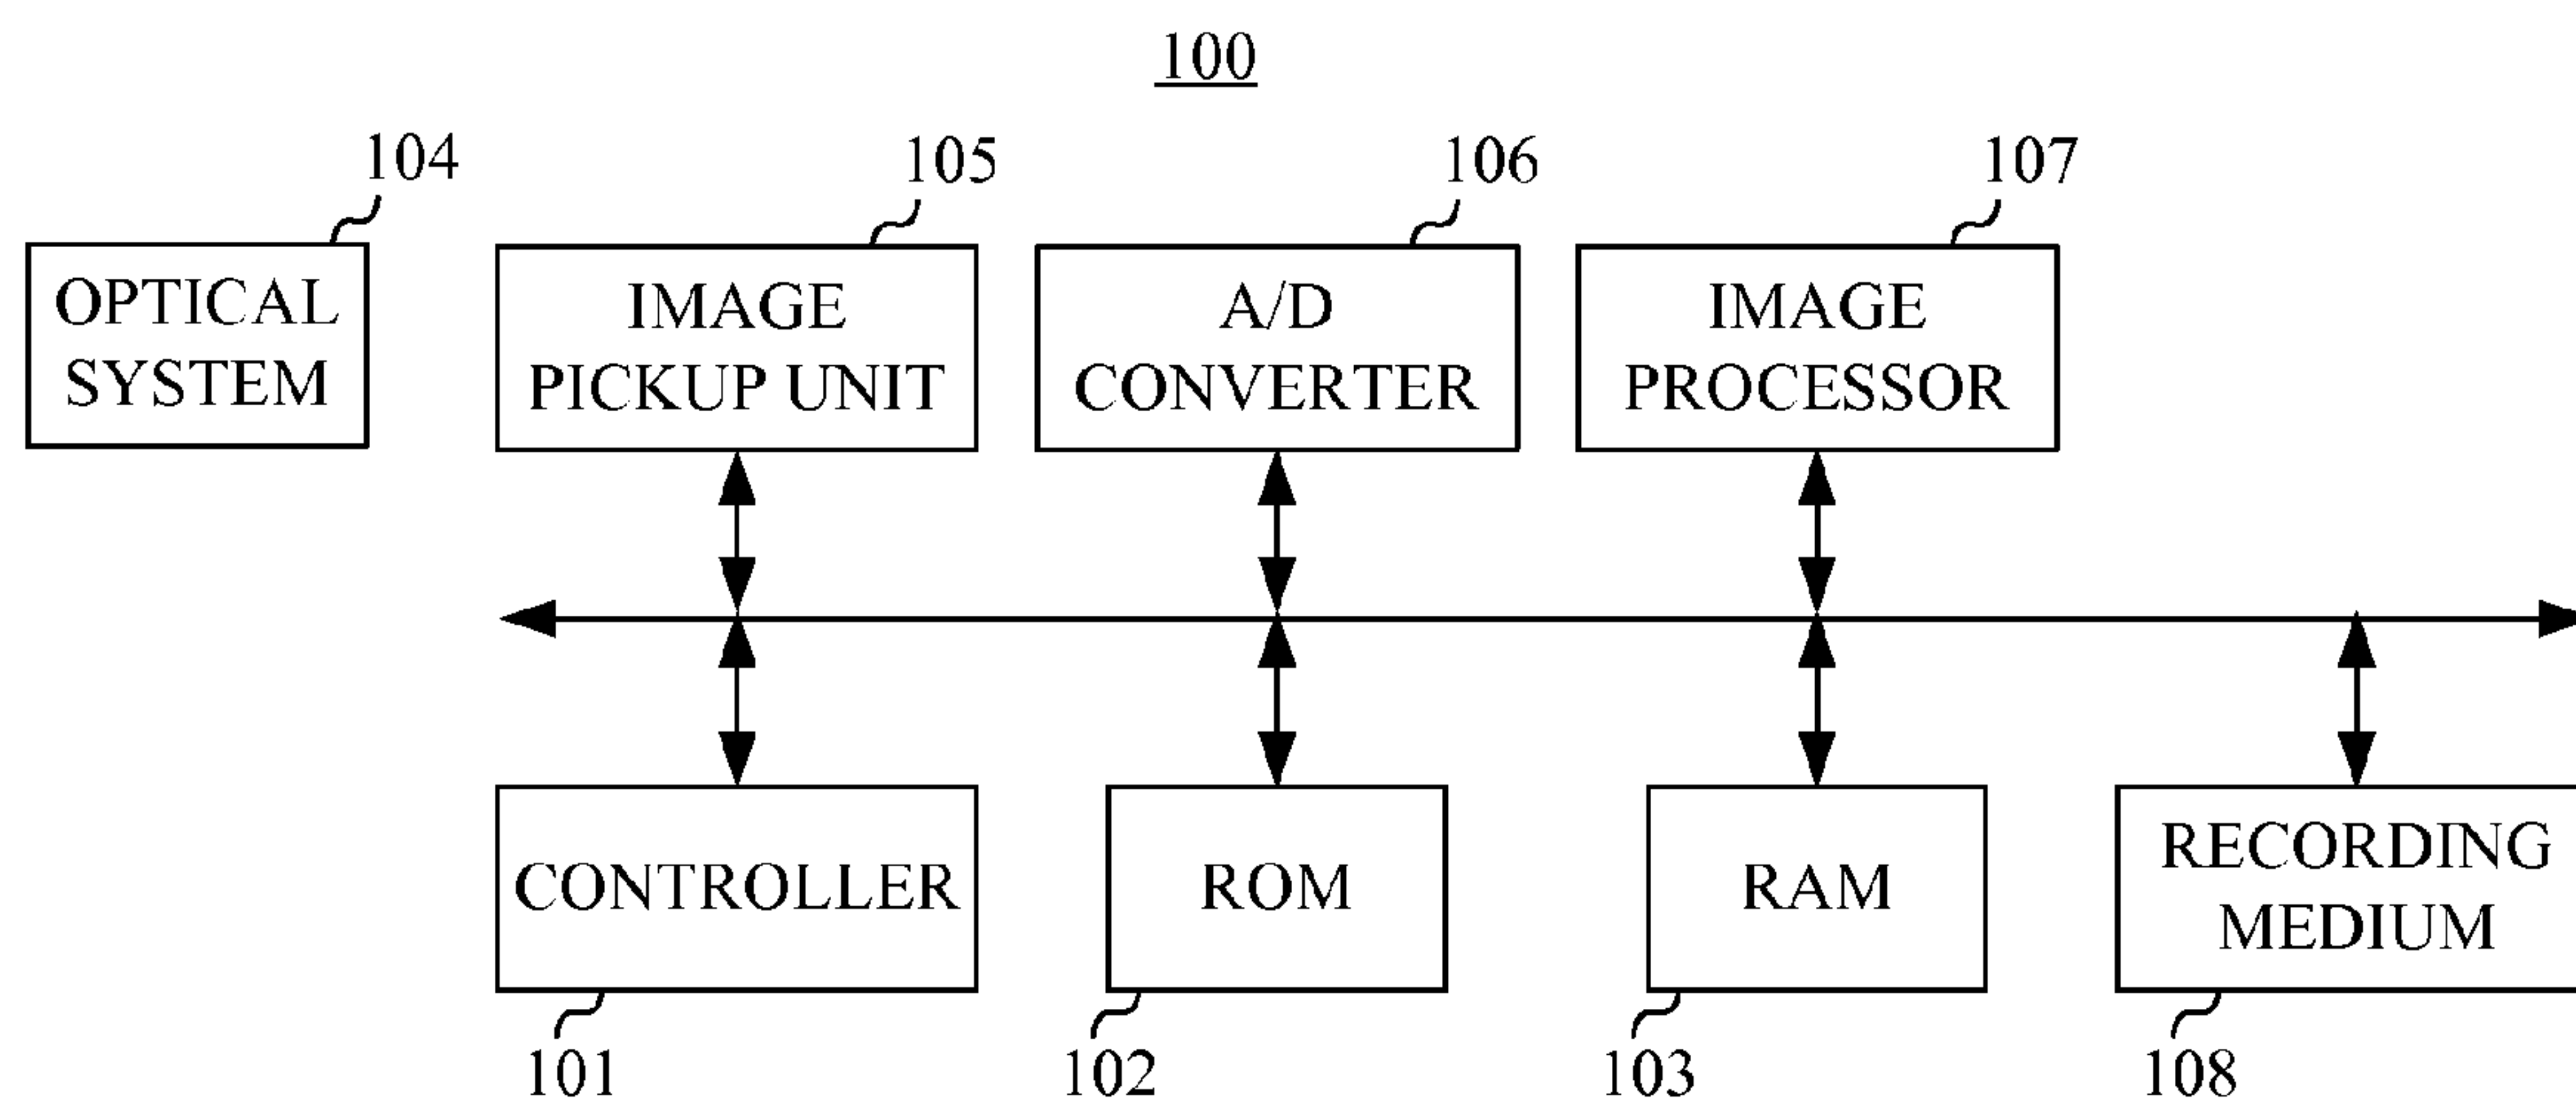 100
104
105
106
107
OPTICAL
SYSTEM
IMAGE
PICKUP UNIT
A/D
CONVERTER
IMAGE
PROCESSOR
CONTROLLER
ROM
RAM
RECORDING
MEDIUM
101
102
103
108